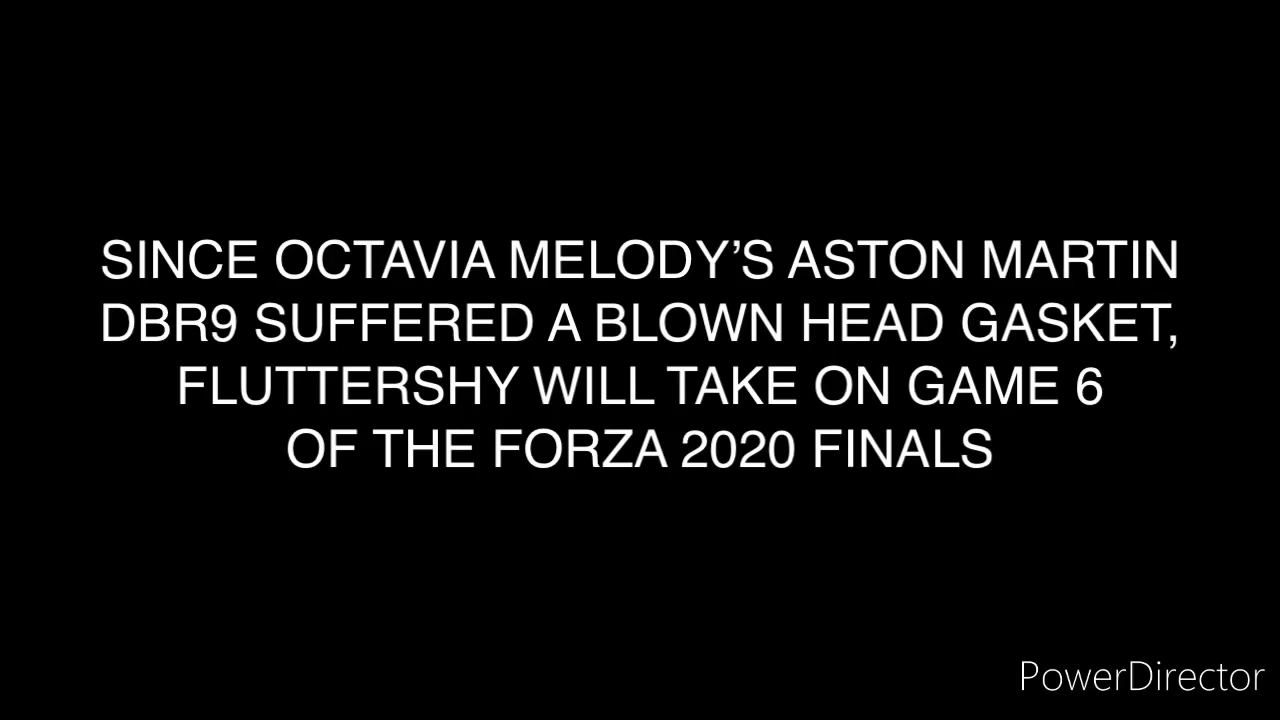 SINCE OCTAVIA MELODY’S ASTON MARTIN
DBR9 SUFFERED A BLOWN HEAD GASKET,
FLUTTERSHY WILL TAKE ON GAME 6
OF THE FORZA 2020 FINALS
PowerDirector